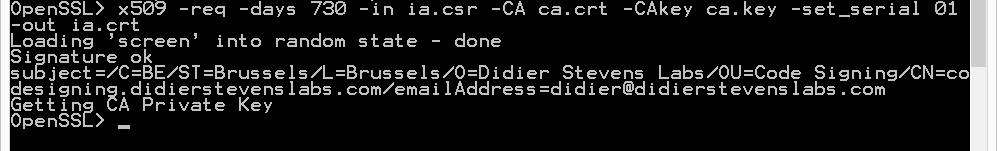 OpenSSL> x509 -req -days 730 -in ia.csr -CA ca.crt -CAkey ca.key -set_serial 01
-out ia.crt
Loading 'screen' into random state - done
Signature ok
subject=/C=BE/ST=Brussels/L=Brussels/O=Didier Stevens Labs/OU=Code Signing/CN=co
designing.didierstevenslabs.com/emailAddress=didier@didierstevenslabs.com
Getting CA Private Key
OpenSSL> _